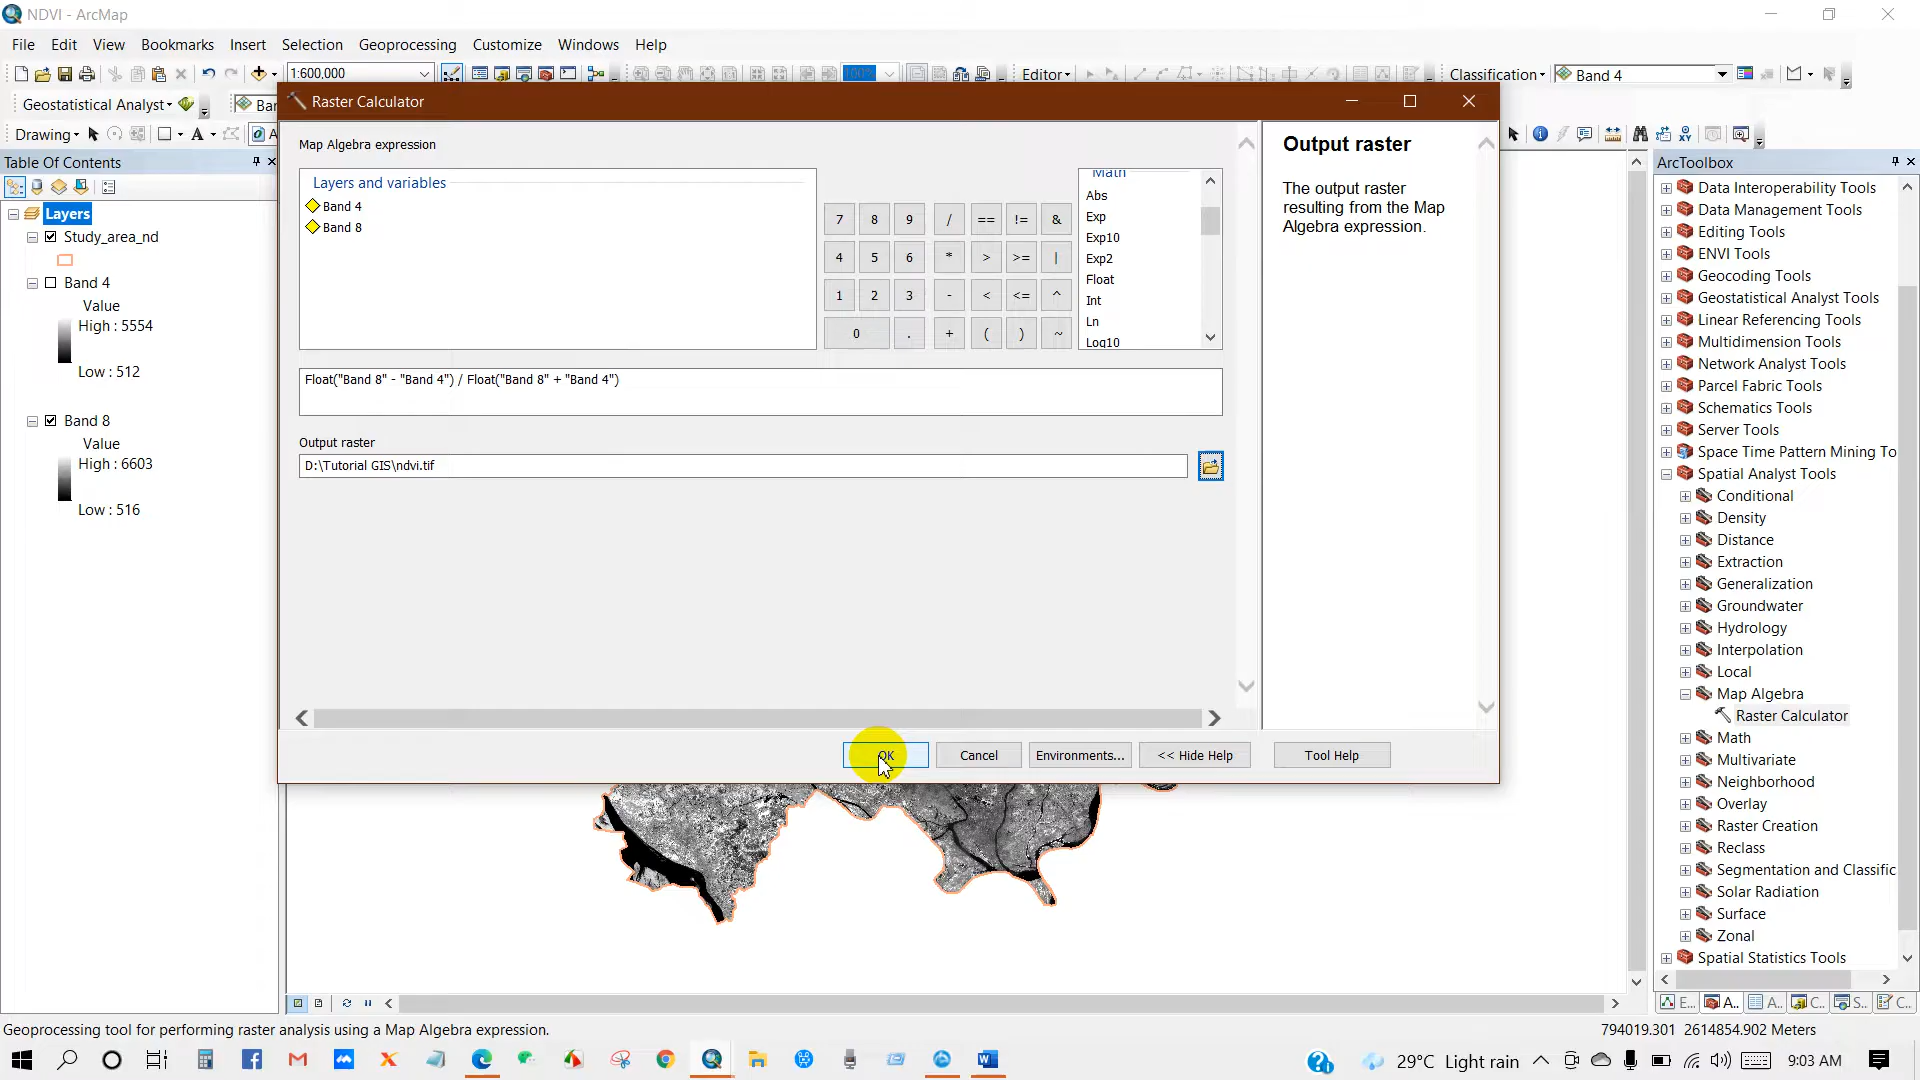 NDVI - ArcMap
File Edit View Bookmarks Insert Selection Geoprocessing Customize Windows Help
1:600,000
100%
Editor
Classification
Band 4
Geostatistical Analyst
Ban
Drawing
Table Of Contents
Layers
Study_area_nd
Band 4
Value
High : 5554
Low : 512
Band 8
Value
High : 6603
Low : 516
Raster Calculator
Map Algebra expression
Layers and variables
Band 4
Band 8
7 8 9 / == != &
4 5 6 * > >= |
1 2 3 - < <= ^
0 . + ( ) ~
Math
Abs
Exp
Exp10
Exp2
Float
Int
Ln
Log10
Float("Band 8" - "Band 4") / Float("Band 8" + "Band 4")
Output raster
D:\Tutorial GIS\ndvi.tif
OK
Cancel
Environments...
<< Hide Help
Tool Help
Output raster
The output raster
resulting from the Map
Algebra expression.
ArcToolbox
Data Interoperability Tools
Data Management Tools
Editing Tools
ENVI Tools
Geocoding Tools
Geostatistical Analyst Tools
Linear Referencing Tools
Multidimension Tools
Network Analyst Tools
Parcel Fabric Tools
Schematics Tools
Server Tools
Space Time Pattern Mining To
Spatial Analyst Tools
Conditional
Density
Distance
Extraction
Generalization
Groundwater
Hydrology
Interpolation
Local
Map Algebra
Raster Calculator
Math
Multivariate
Neighborhood
Overlay
Raster Creation
Reclass
Segmentation and Classific
Solar Radiation
Surface
Zonal
Spatial Statistics Tools
E... A.. A.. C.. S.. C..
Geoprocessing tool for performing raster analysis using a Map Algebra expression.
794019.301 2614854.902 Meters
29°C Light rain
9:03 AM